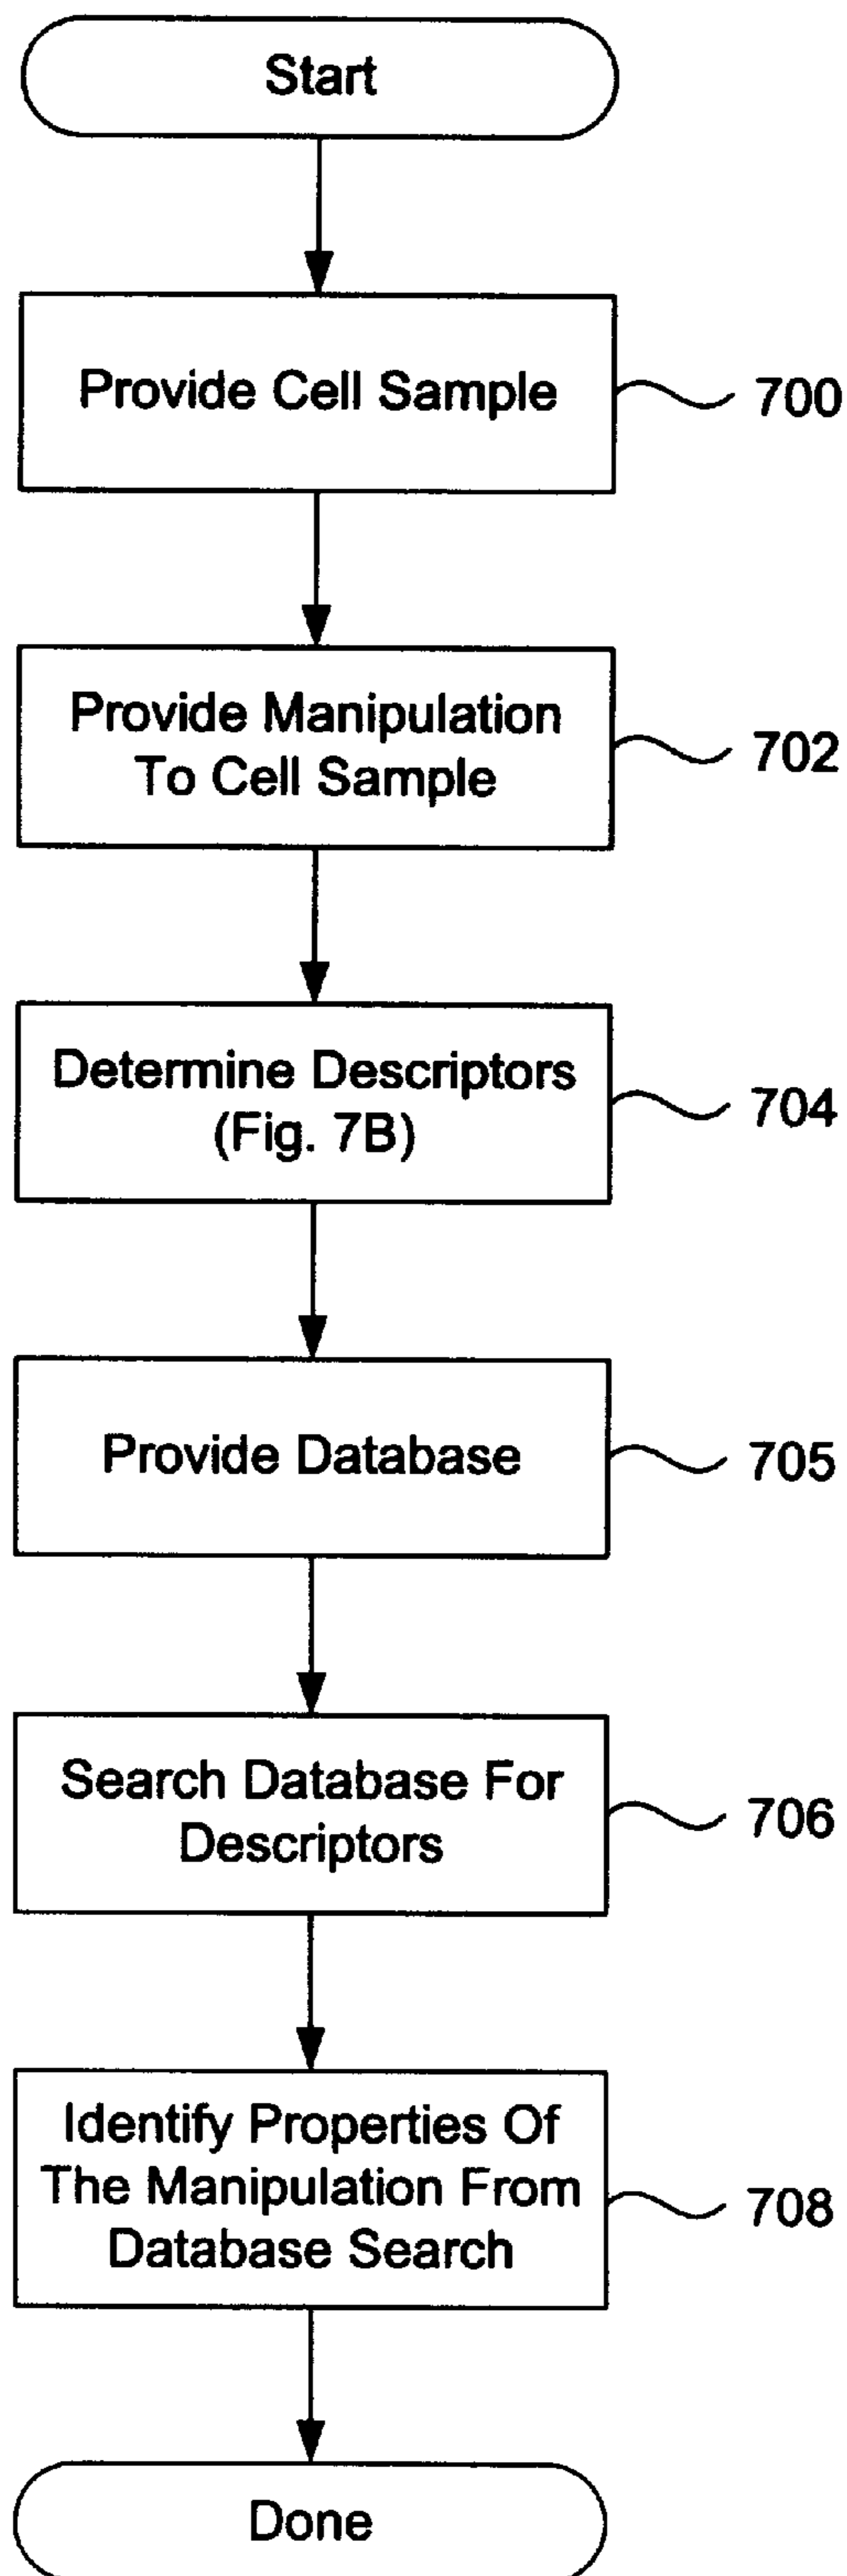 Start
Provide Cell Sample
700
Provide Manipulation
To Cell Sample
702
Determine Descriptors
(Fig. 7B)
704
Provide Database
705
Search Database For
Descriptors
706
Identify Properties Of
The Manipulation From
Database Search
708
Done